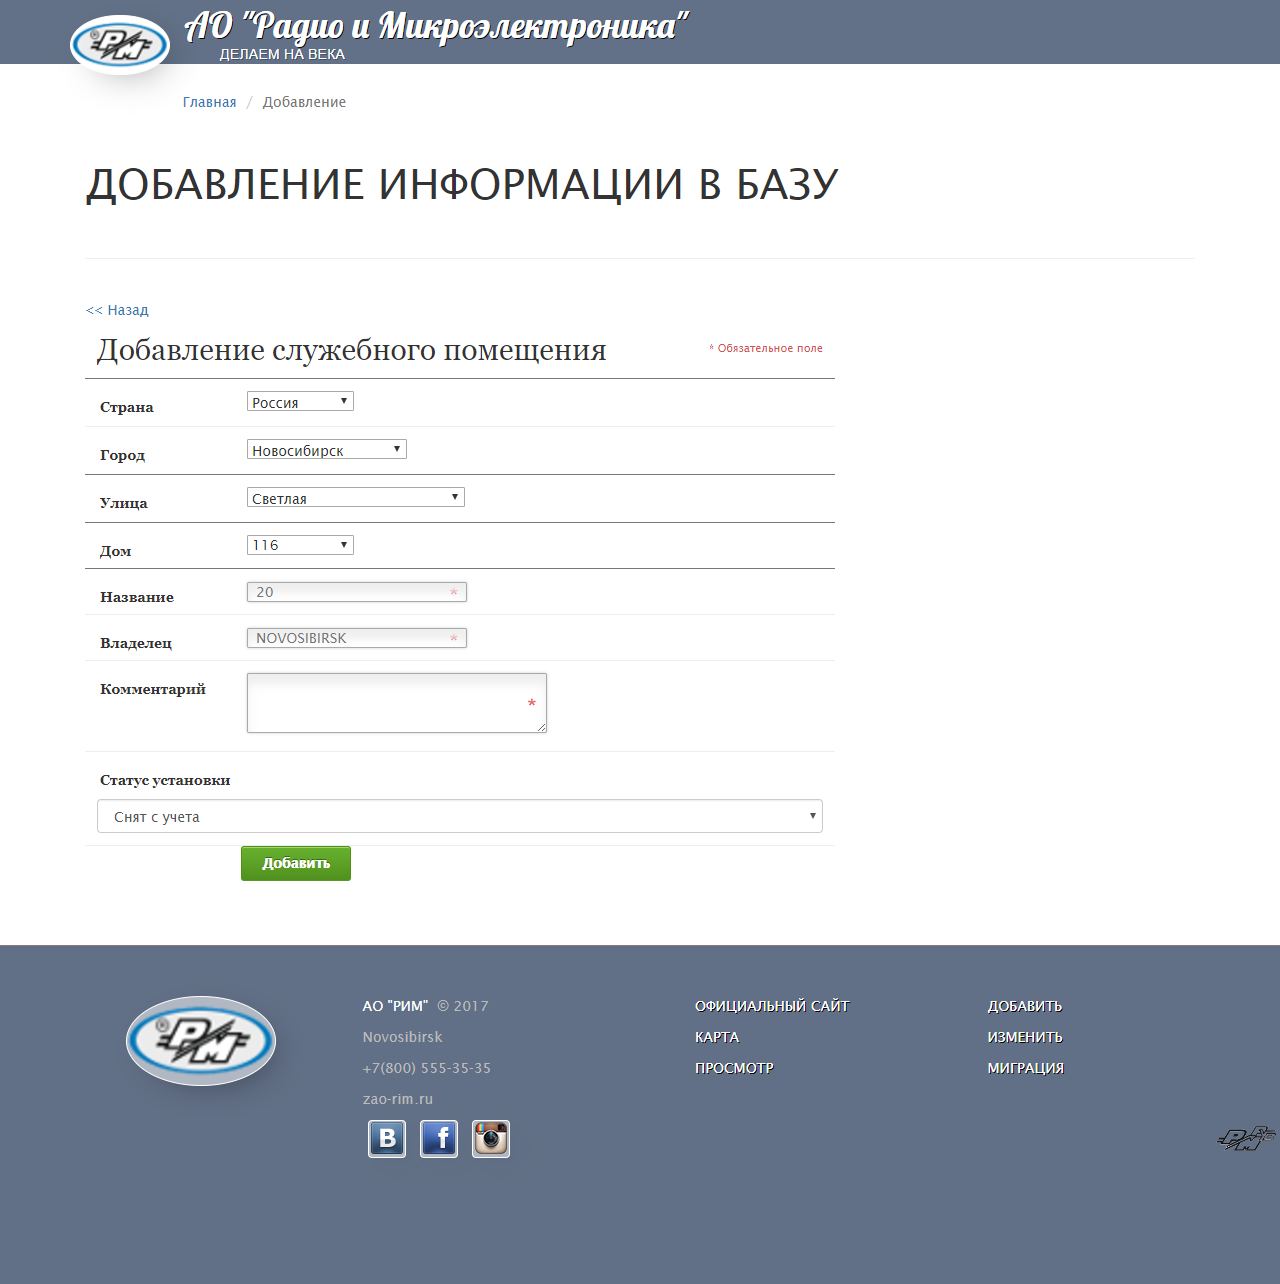 АО "Радио и Микроэлектроника"
ДЕЛАЕМ НА ВЕКА
® РиМ
Главная / Добавление
ДОБАВЛЕНИЕ ИНФОРМАЦИИ В БАЗУ
<< Назад
Добавление служебного помещения
* Обязательное поле
Страна Россия
Город Новосибирск
Улица Светлая
Дом 116
Название 20 *
Владелец NOVOSIBIRSK *
Комментарий *
Статус установки
Снят с учета
Добавить
® РиМ
АО "РИМ" © 2017
Novosibirsk
+7(800) 555-35-35
zao-rim.ru
ОФИЦИАЛЬНЫЙ САЙТ
КАРТА
ПРОСМОТР
ДОБАВИТЬ
ИЗМЕНИТЬ
МИГРАЦИЯ